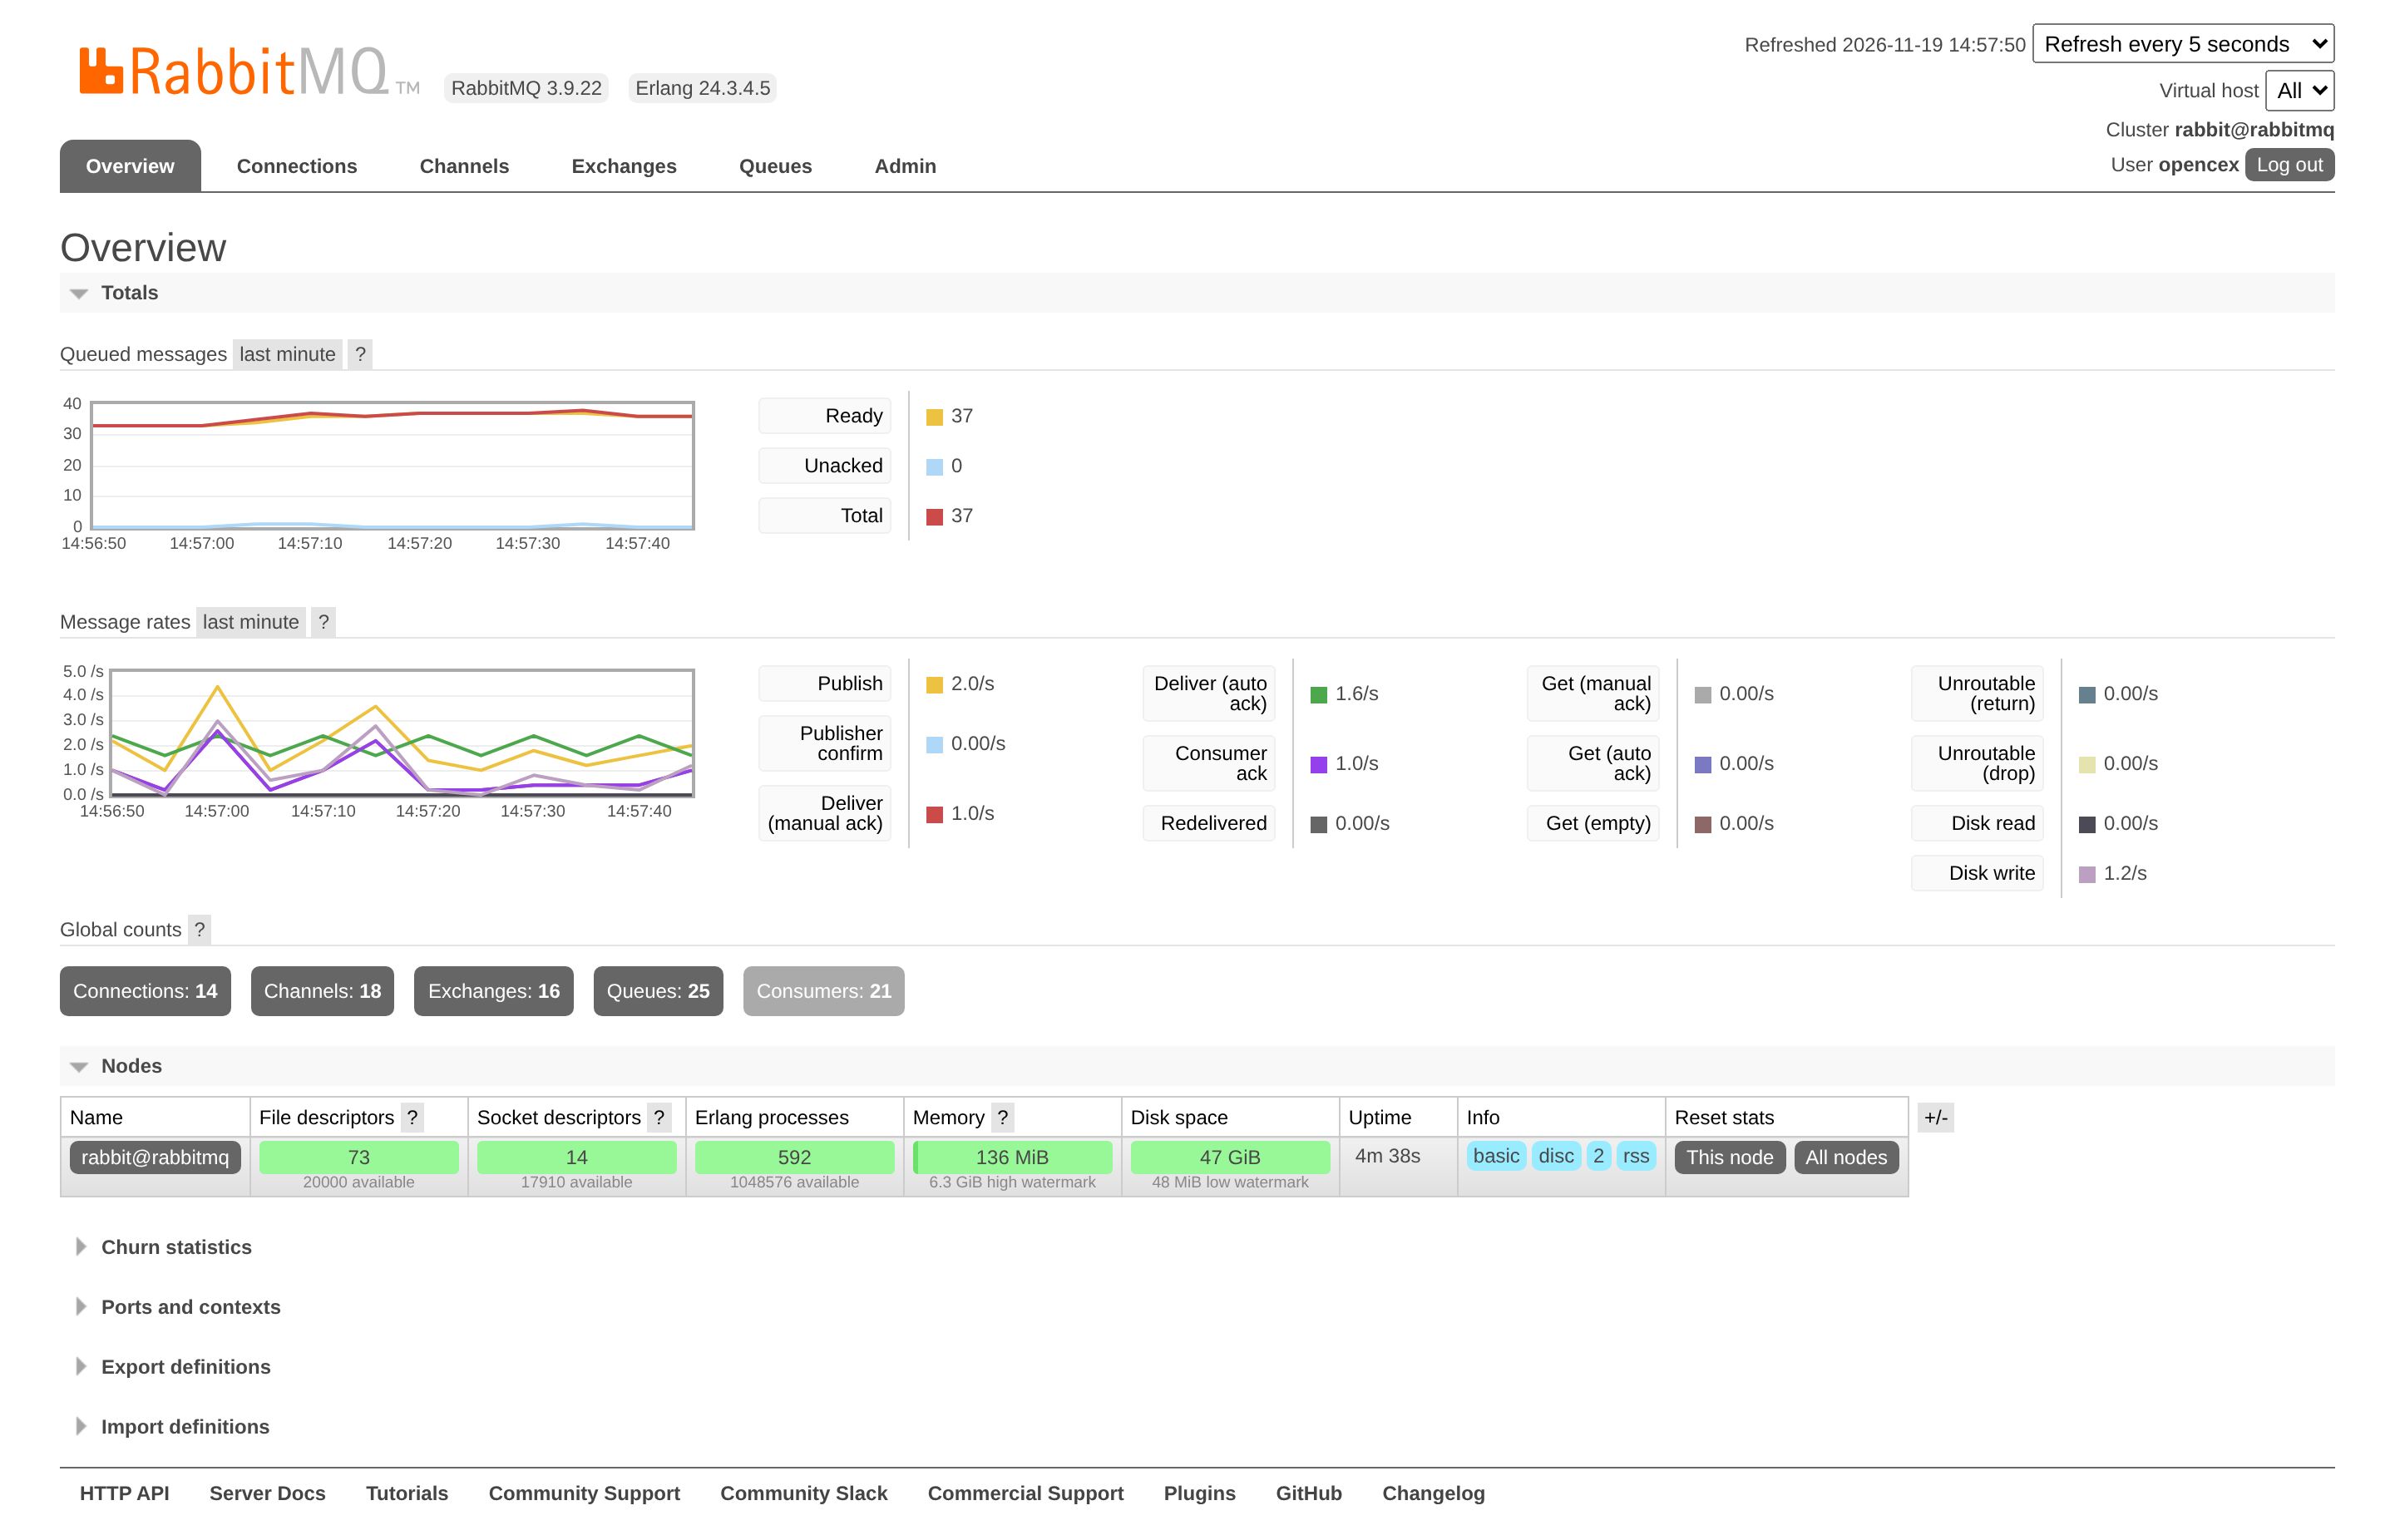 RabbitMQ TM RabbitMQ 3.9.22 Erlang 24.3.4.5
Refreshed 2026-11-19 14:57:50 Refresh every 5 seconds
Virtual host All
Cluster rabbit@rabbitmq
User opencex Log out
Overview Connections Channels Exchanges Queues Admin
Overview
Totals
Queued messages last minute ?
40
30
20
10
0
14:56:50 14:57:00 14:57:10 14:57:20 14:57:30 14:57:40
Ready 37
Unacked 0
Total 37
Message rates last minute ?
5.0 /s
4.0 /s
3.0 /s
2.0 /s
1.0 /s
0.0 /s
14:56:50 14:57:00 14:57:10 14:57:20 14:57:30 14:57:40
Publish 2.0/s
Publisher
confirm 0.00/s
Deliver
(manual ack) 1.0/s
Deliver (auto
ack) 1.6/s
Consumer
ack 1.0/s
Redelivered 0.00/s
Get (manual
ack) 0.00/s
Get (auto
ack) 0.00/s
Get (empty) 0.00/s
Unroutable
(return) 0.00/s
Unroutable
(drop) 0.00/s
Disk read 0.00/s
Disk write 1.2/s
Global counts ?
Connections: 14 Channels: 18 Exchanges: 16 Queues: 25 Consumers: 21
Nodes
Name File descriptors ? Socket descriptors ? Erlang processes Memory ? Disk space Uptime Info Reset stats +/-
rabbit@rabbitmq 73 14 592 136 MiB 47 GiB 4m 38s basic disc 2 rss This node All nodes
20000 available 17910 available 1048576 available 6.3 GiB high watermark 48 MiB low watermark
Churn statistics
Ports and contexts
Export definitions
Import definitions
HTTP API Server Docs Tutorials Community Support Community Slack Commercial Support Plugins GitHub Changelog